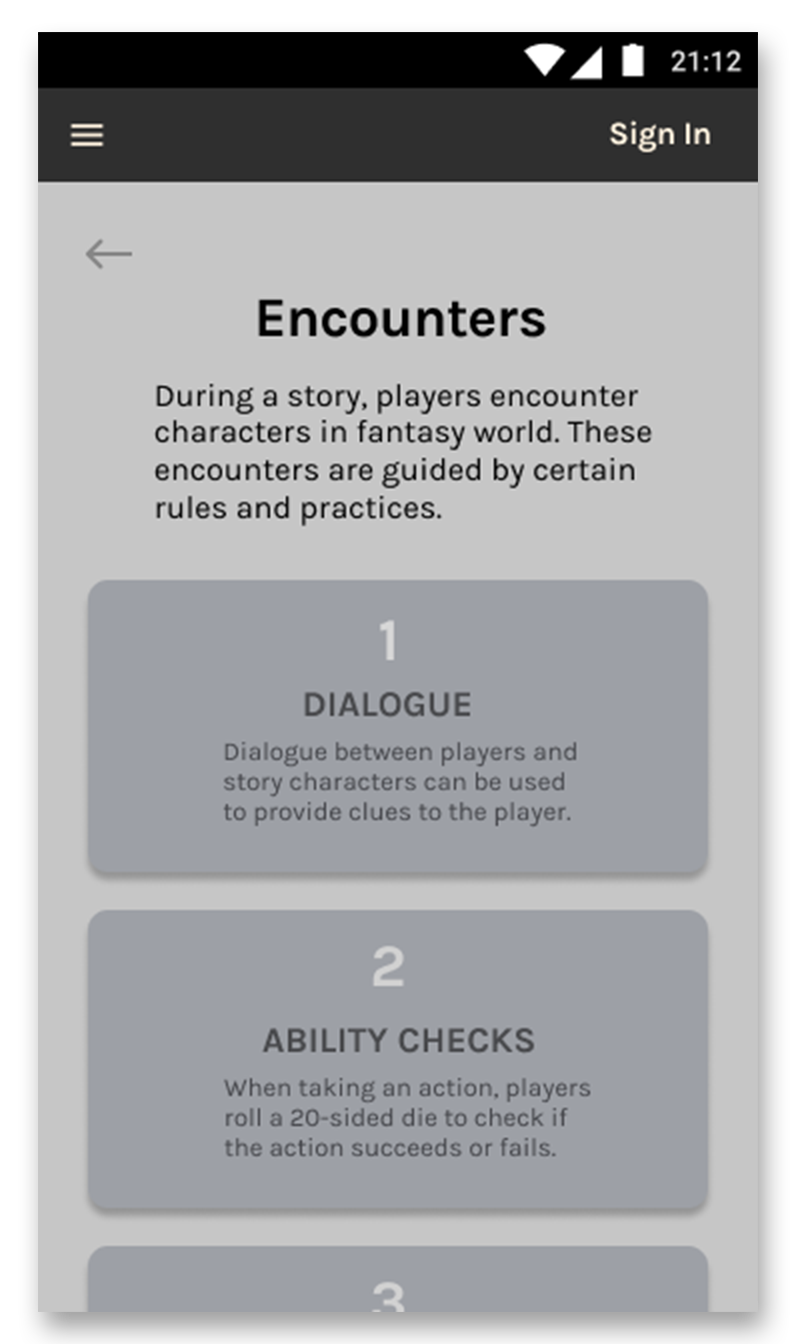 21:12
Sign In
Encounters
During a story, players encounter
characters in fantasy world. These
encounters are guided by certain
rules and practices.
1
DIALOGUE
Dialogue between players and
story characters can be used
to provide clues to the player.
2
ABILITY CHECKS
When taking an action, players
roll a 20-sided die to check if
the action succeeds or fails.
3